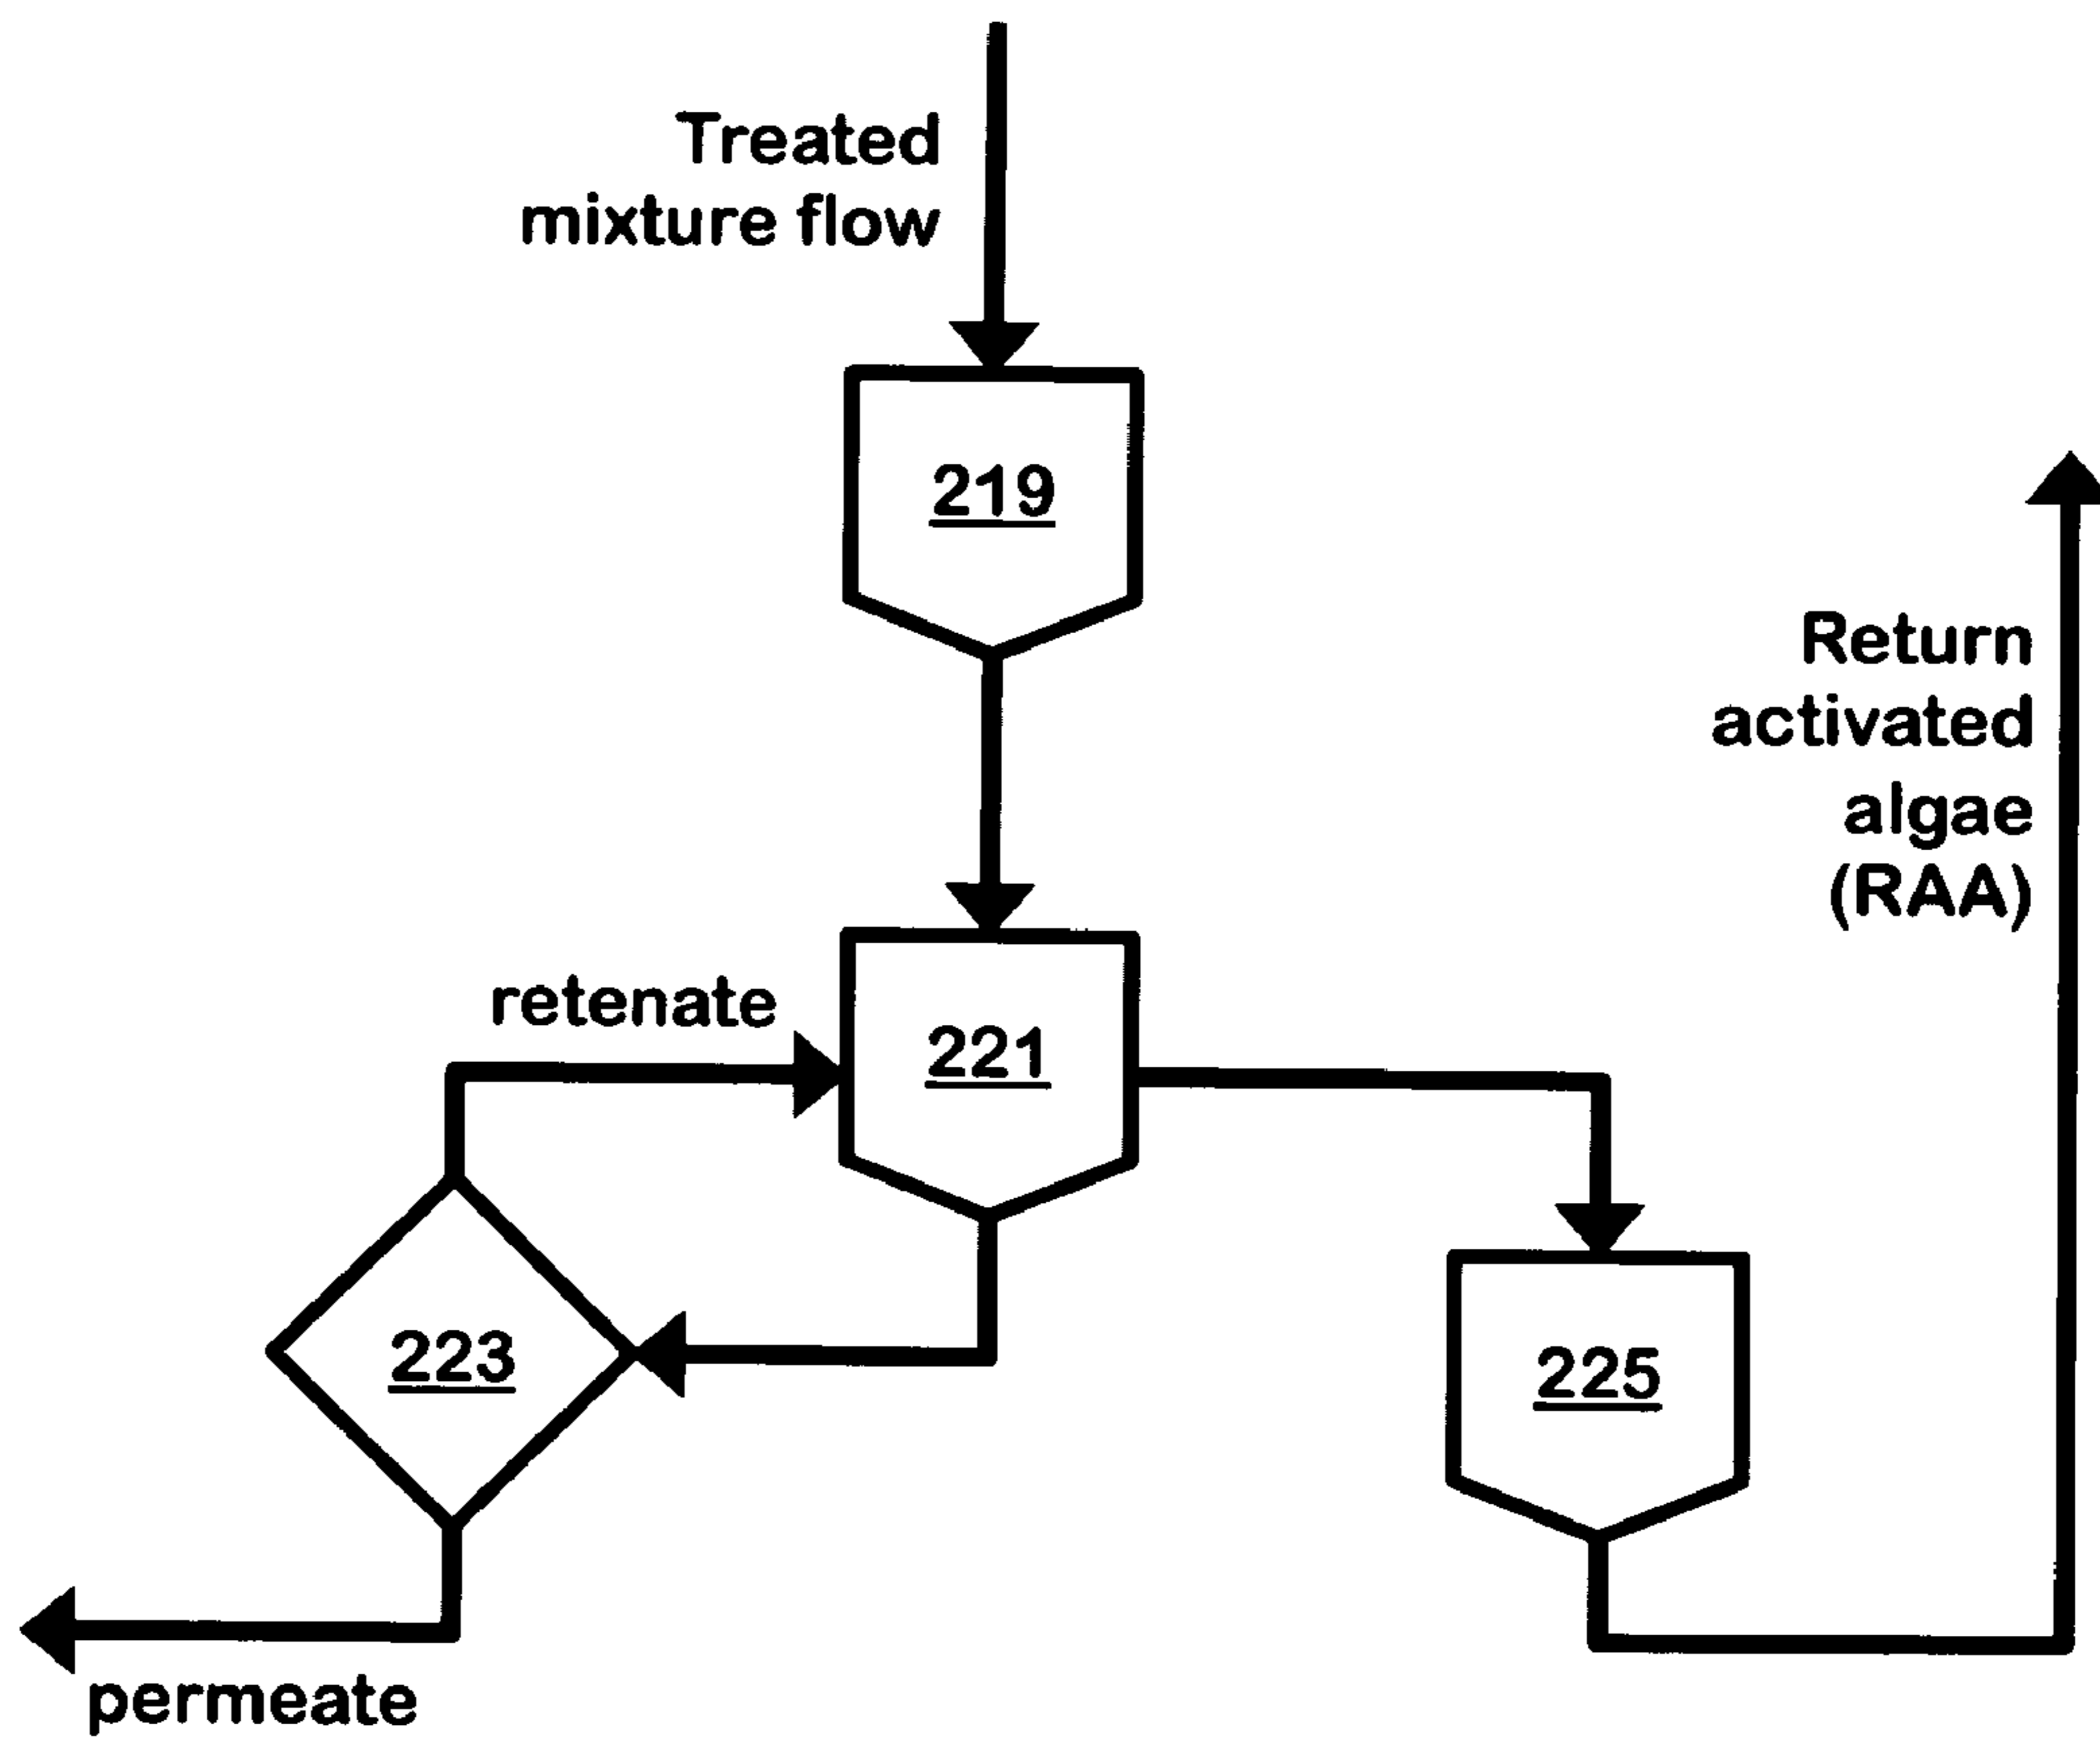 Treated
mixture flow
219
Return
activated
algae
(RAA)
retenate
221
223
225
permeate